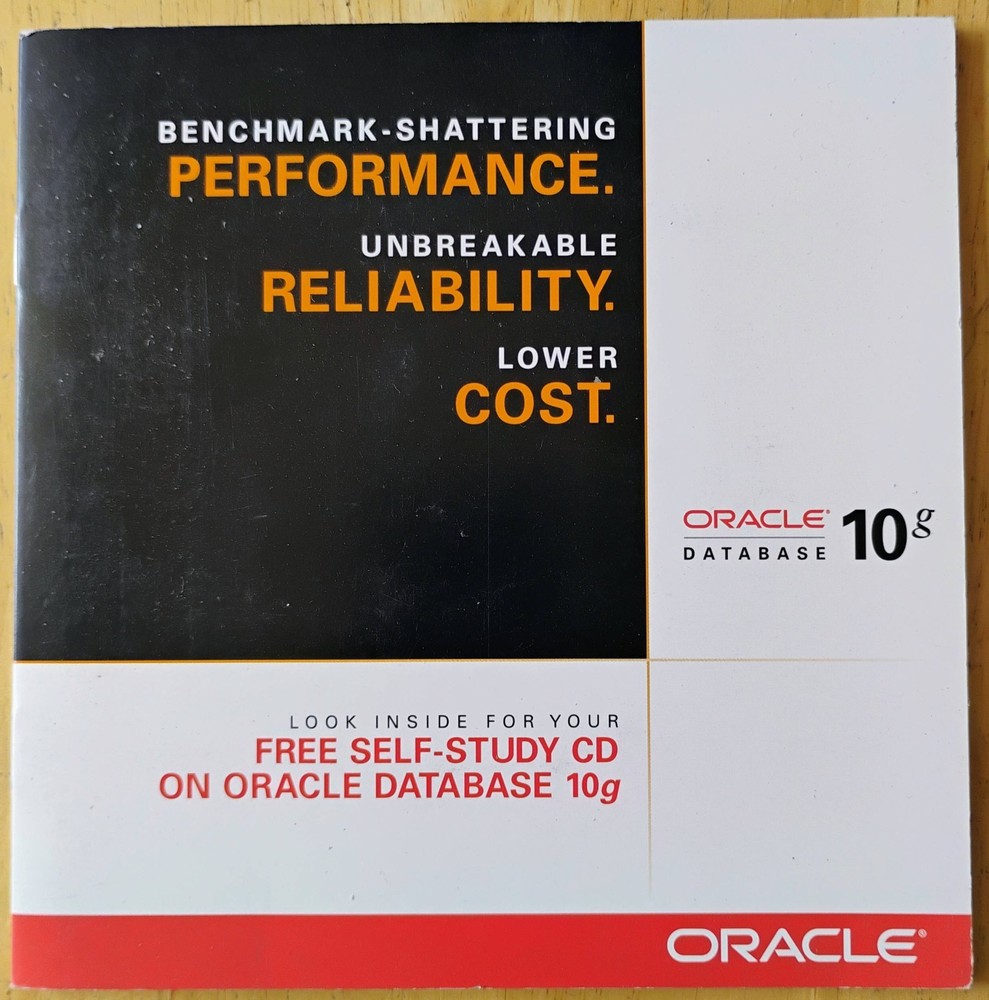 BENCHMARK-SHATTERING
PERFORMANCE.
UNBREAKABLE
RELIABILITY.
LOWER
COST.
ORACLE®
DATABASE 10g
LOOK INSIDE FOR YOUR
FREE SELF-STUDY CD
ON ORACLE DATABASE 10g
ORACLE®